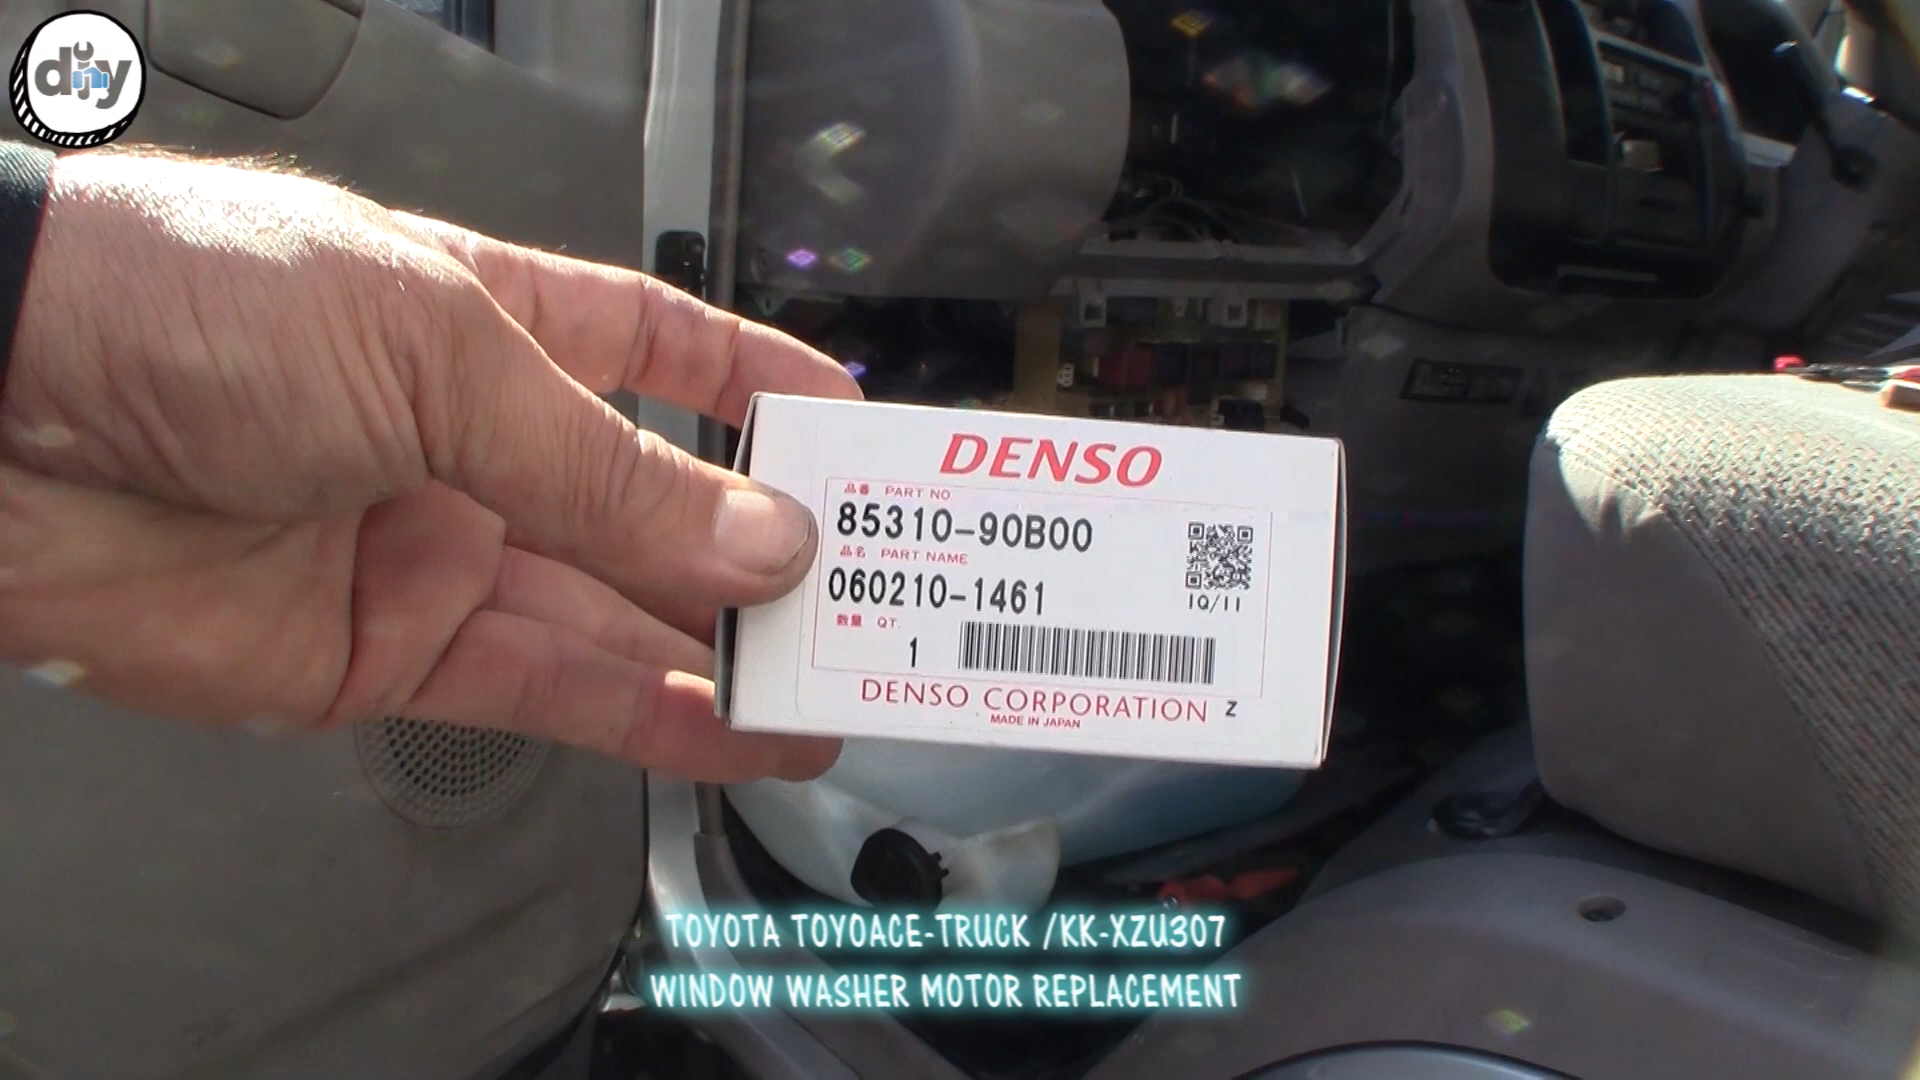 diy
DENSO
品番 PART NO.
85310-90B00
品名 PART NAME
060210-1461
1Q/11
数量 QT.
1
DENSO CORPORATION Z
MADE IN JAPAN
TOYOTA TOYOACE-TRUCK /KK-XZU307
WINDOW WASHER MOTOR REPLACEMENT